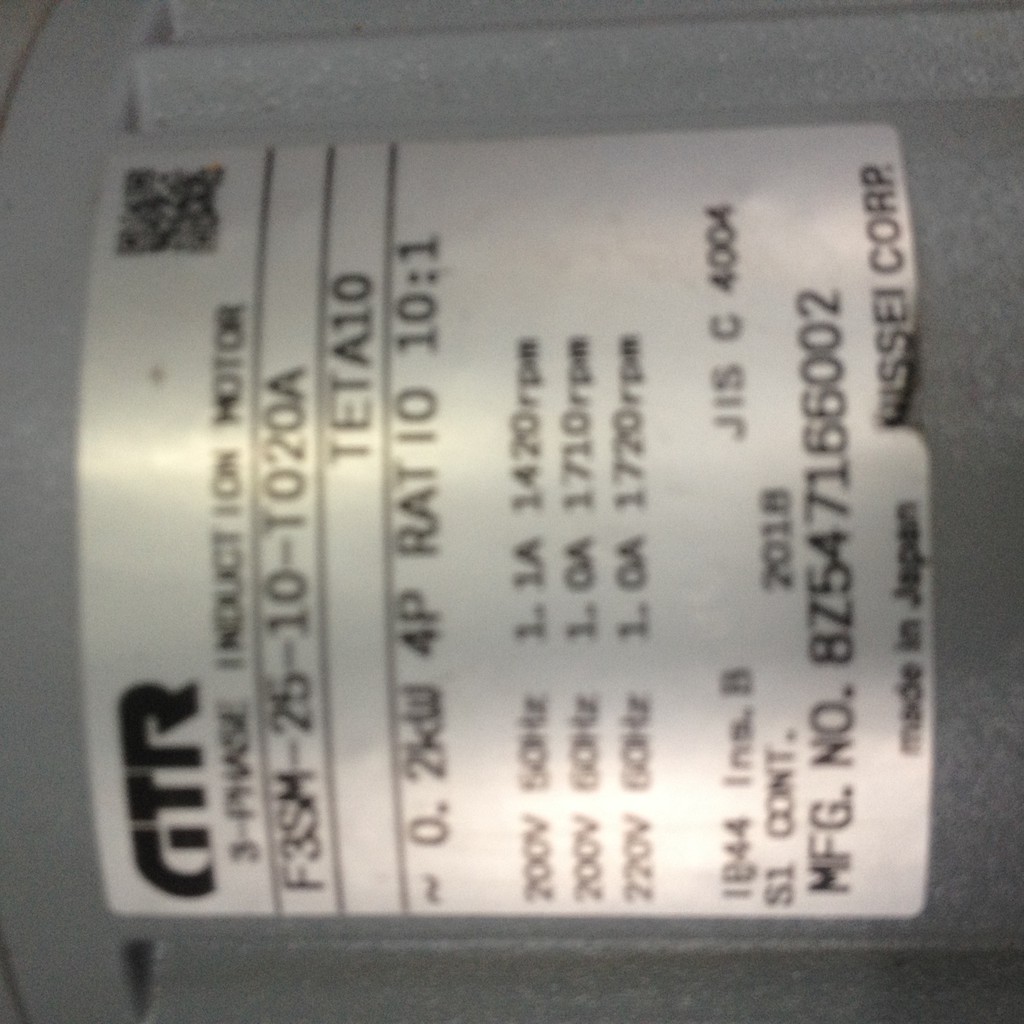 GTR
3-PHASE INDUCTION MOTOR
F3SM-25-10-T020A
TETA10
~ 0.2kW 4P RATIO 10:1
200V 50Hz 1.1A 1420rpm
200V 60Hz 1.0A 1710rpm
220V 60Hz 1.0A 1720rpm
IP44 Ins.B JIS C 4004
S1 CONT. 2018
MFG.NO. 8Z547166002
made in Japan NISSEI CORP.